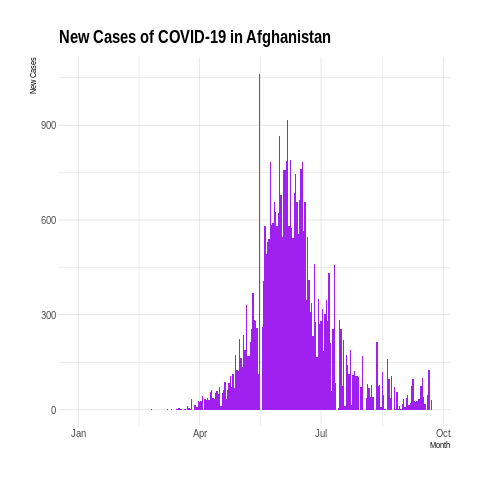 New Cases of COVID-19 in Afghanistan
New Cases
900
600
300
0
Jan Apr Jul Oct
Month